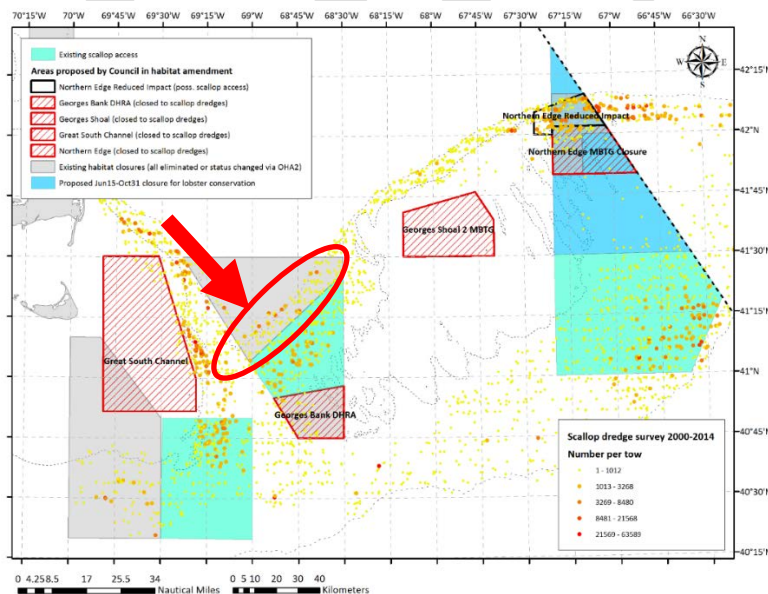 70°15'W 70°W 69°45'W 69°30'W 69°15'W 69°W 68°45'W 68°30'W 68°15'W 68°W 67°45'W 67°30'W 67°15'W 67°W 66°45'W 66°30'W
Existing scallop access
Areas proposed by Council in habitat amendment
Northern Edge Reduced Impact (poss. scallop access)
Georges Bank DHRA (closed to scallop dredges)
Georges Shoal (closed to scallop dredges)
Great South Channel (closed to scallop dredges)
Northern Edge (closed to scallop dredges)
Existing habitat closures (all eliminated or status changed via OHA2)
Proposed Jun15-Oct31 closure for lobster conservation
N
W E
S
42°15'N
Northern Edge Reduced Impact
42°N
Northern Edge MBTG Closure
41°45'N
Georges Shoal 2 MBTG
41°30'N
41°15'N
Great South Channel
41°N
Georges Bank DHRA
40°45'N
Scallop dredge survey 2000-2014
Number per tow
1 - 1012
1013 - 3268
3269 - 8480
8481 - 21568
21569 - 63589
40°30'N
40°15'N
0 4.25 8.5 17 25.5 34
Nautical Miles
0 5 10 20 30 40
Kilometers